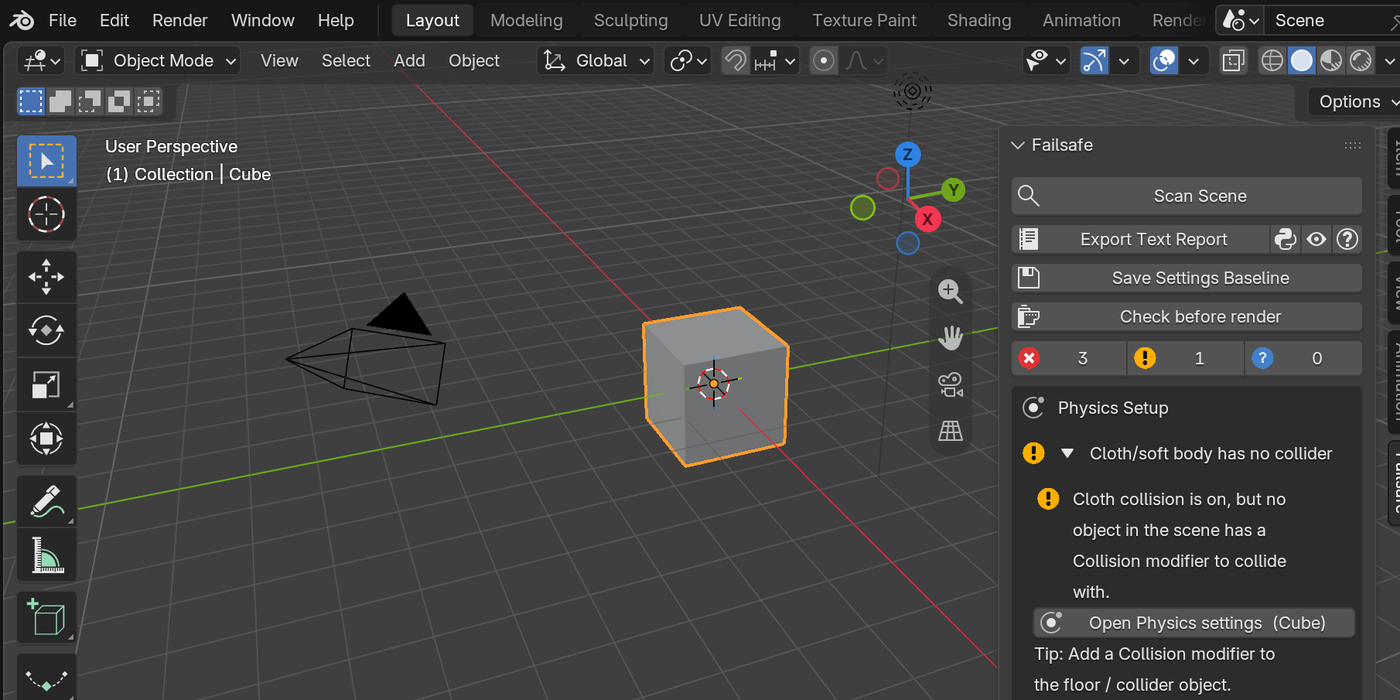 File Edit Render Window Help Layout Modeling Sculpting UV Editing Texture Paint Shading Animation Rende Scene
Object Mode View Select Add Object Global
Options
User Perspective
(1) Collection | Cube
Z
Y
X
Failsafe
Scan Scene
Export Text Report
Save Settings Baseline
Check before render
3 1 0
Physics Setup
Cloth/soft body has no collider
Cloth collision is on, but no
object in the scene has a
Collision modifier to collide
with.
Open Physics settings (Cube)
Tip: Add a Collision modifier to
the floor / collider object.